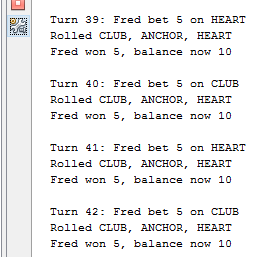 Turn 39: Fred bet 5 on HEART
Rolled CLUB, ANCHOR, HEART
Fred won 5, balance now 10
Turn 40: Fred bet 5 on CLUB
Rolled CLUB, ANCHOR, HEART
Fred won 5, balance now 10
Turn 41: Fred bet 5 on HEART
Rolled CLUB, ANCHOR, HEART
Fred won 5, balance now 10
Turn 42: Fred bet 5 on CLUB
Rolled CLUB, ANCHOR, HEART
Fred won 5, balance now 10